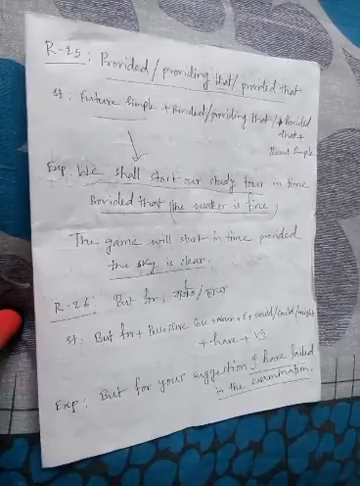 R-25: Provided/providing that/provided that
st: Future Simple + Provided/providing that/Provided
that +
Present Simple
Exp: We shall start our study tour in time
Provided that the weather is fine,
The game will start in time provided
the sky is clear.
R-26: But for;
st: But for + Possessive Case + Noun + could/might
+ have + V3
Exp: But for your suggestion I have failed
in the examination.